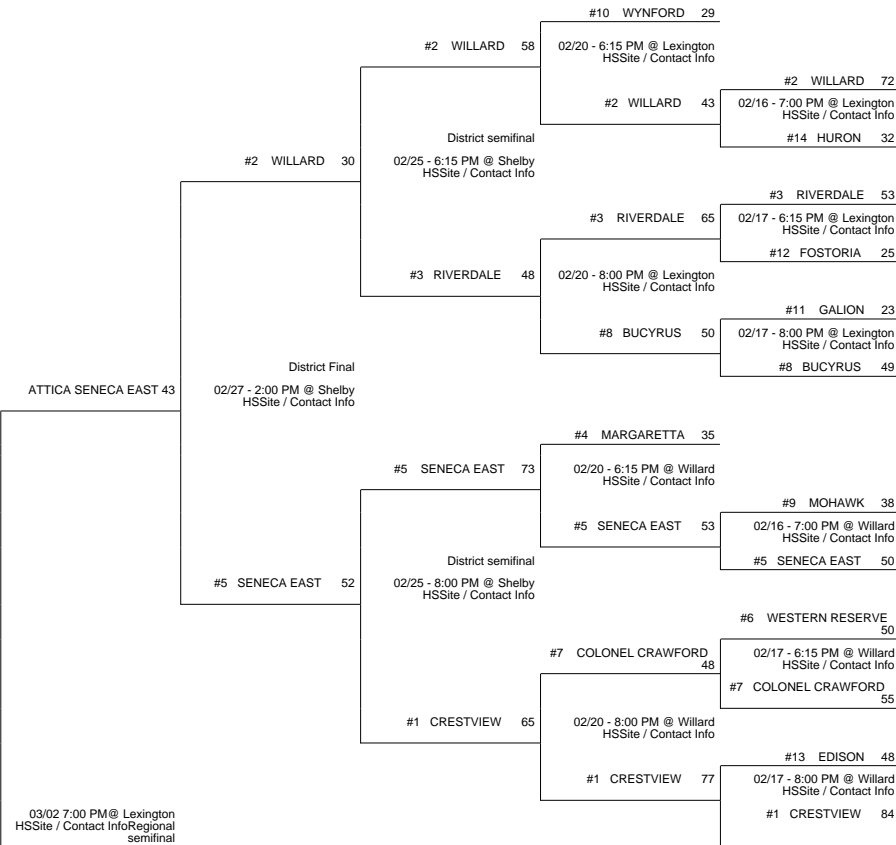 #10 WYNFORD 29
#2 WILLARD 58
02/20 - 6:15 PM @ Lexington
HSSite / Contact Info
#2 WILLARD 72
#2 WILLARD 43
02/16 - 7:00 PM @ Lexington
HSSite / Contact Info
#14 HURON 32
District semifinal
02/25 - 6:15 PM @ Shelby
HSSite / Contact Info
#2 WILLARD 30
#3 RIVERDALE 53
#3 RIVERDALE 65
02/17 - 6:15 PM @ Lexington
HSSite / Contact Info
#12 FOSTORIA 25
#3 RIVERDALE 48
02/20 - 8:00 PM @ Lexington
HSSite / Contact Info
#11 GALION 23
#8 BUCYRUS 50
02/17 - 8:00 PM @ Lexington
HSSite / Contact Info
#8 BUCYRUS 49
District Final
02/27 - 2:00 PM @ Shelby
HSSite / Contact Info
ATTICA SENECA EAST 43
#4 MARGARETTA 35
#5 SENECA EAST 73
02/20 - 6:15 PM @ Willard
HSSite / Contact Info
#9 MOHAWK 38
#5 SENECA EAST 53
02/16 - 7:00 PM @ Willard
HSSite / Contact Info
#5 SENECA EAST 50
District semifinal
02/25 - 8:00 PM @ Shelby
HSSite / Contact Info
#5 SENECA EAST 52
#6 WESTERN RESERVE
50
#7 COLONEL CRAWFORD
48
02/17 - 6:15 PM @ Willard
HSSite / Contact Info
#7 COLONEL CRAWFORD
55
#1 CRESTVIEW 65
02/20 - 8:00 PM @ Willard
HSSite / Contact Info
#13 EDISON 48
#1 CRESTVIEW 77
02/17 - 8:00 PM @ Willard
HSSite / Contact Info
#1 CRESTVIEW 84
03/02 7:00 PM@ Lexington
HSSite / Contact InfoRegional
semifinal